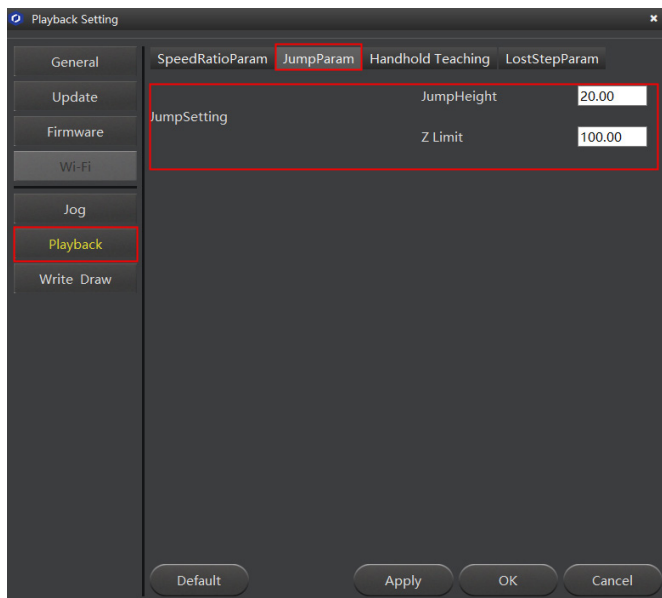 Playback Setting
General
Update
Firmware
Wi-Fi
Jog
Playback
Write Draw
SpeedRatioParam JumpParam Handhold Teaching LostStepParam
JumpSetting
JumpHeight 20.00
Z Limit 100.00
Default Apply OK Cancel